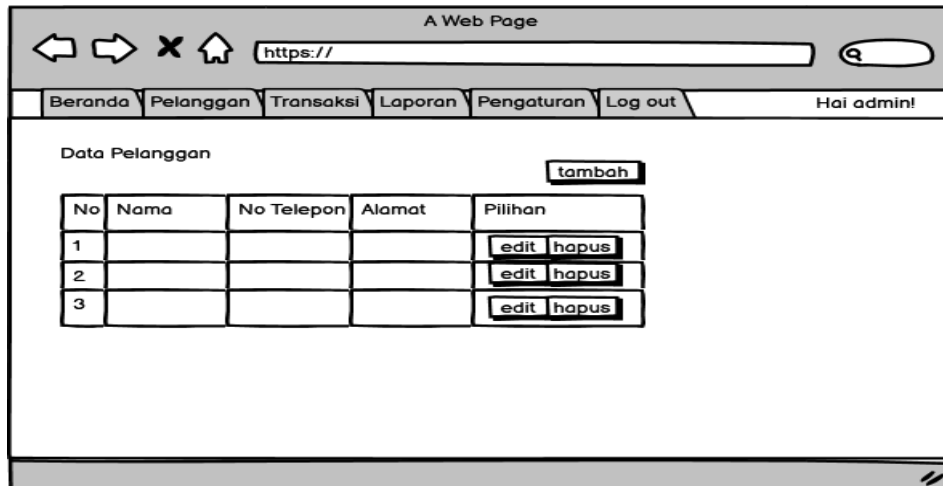 A Web Page
https://
Beranda Pelanggan Transaksi Laporan Pengaturan Log out Hai admin!
Data Pelanggan
tambah
No Nama No Telepon Alamat Pilihan
1 edit hapus
2 edit hapus
3 edit hapus